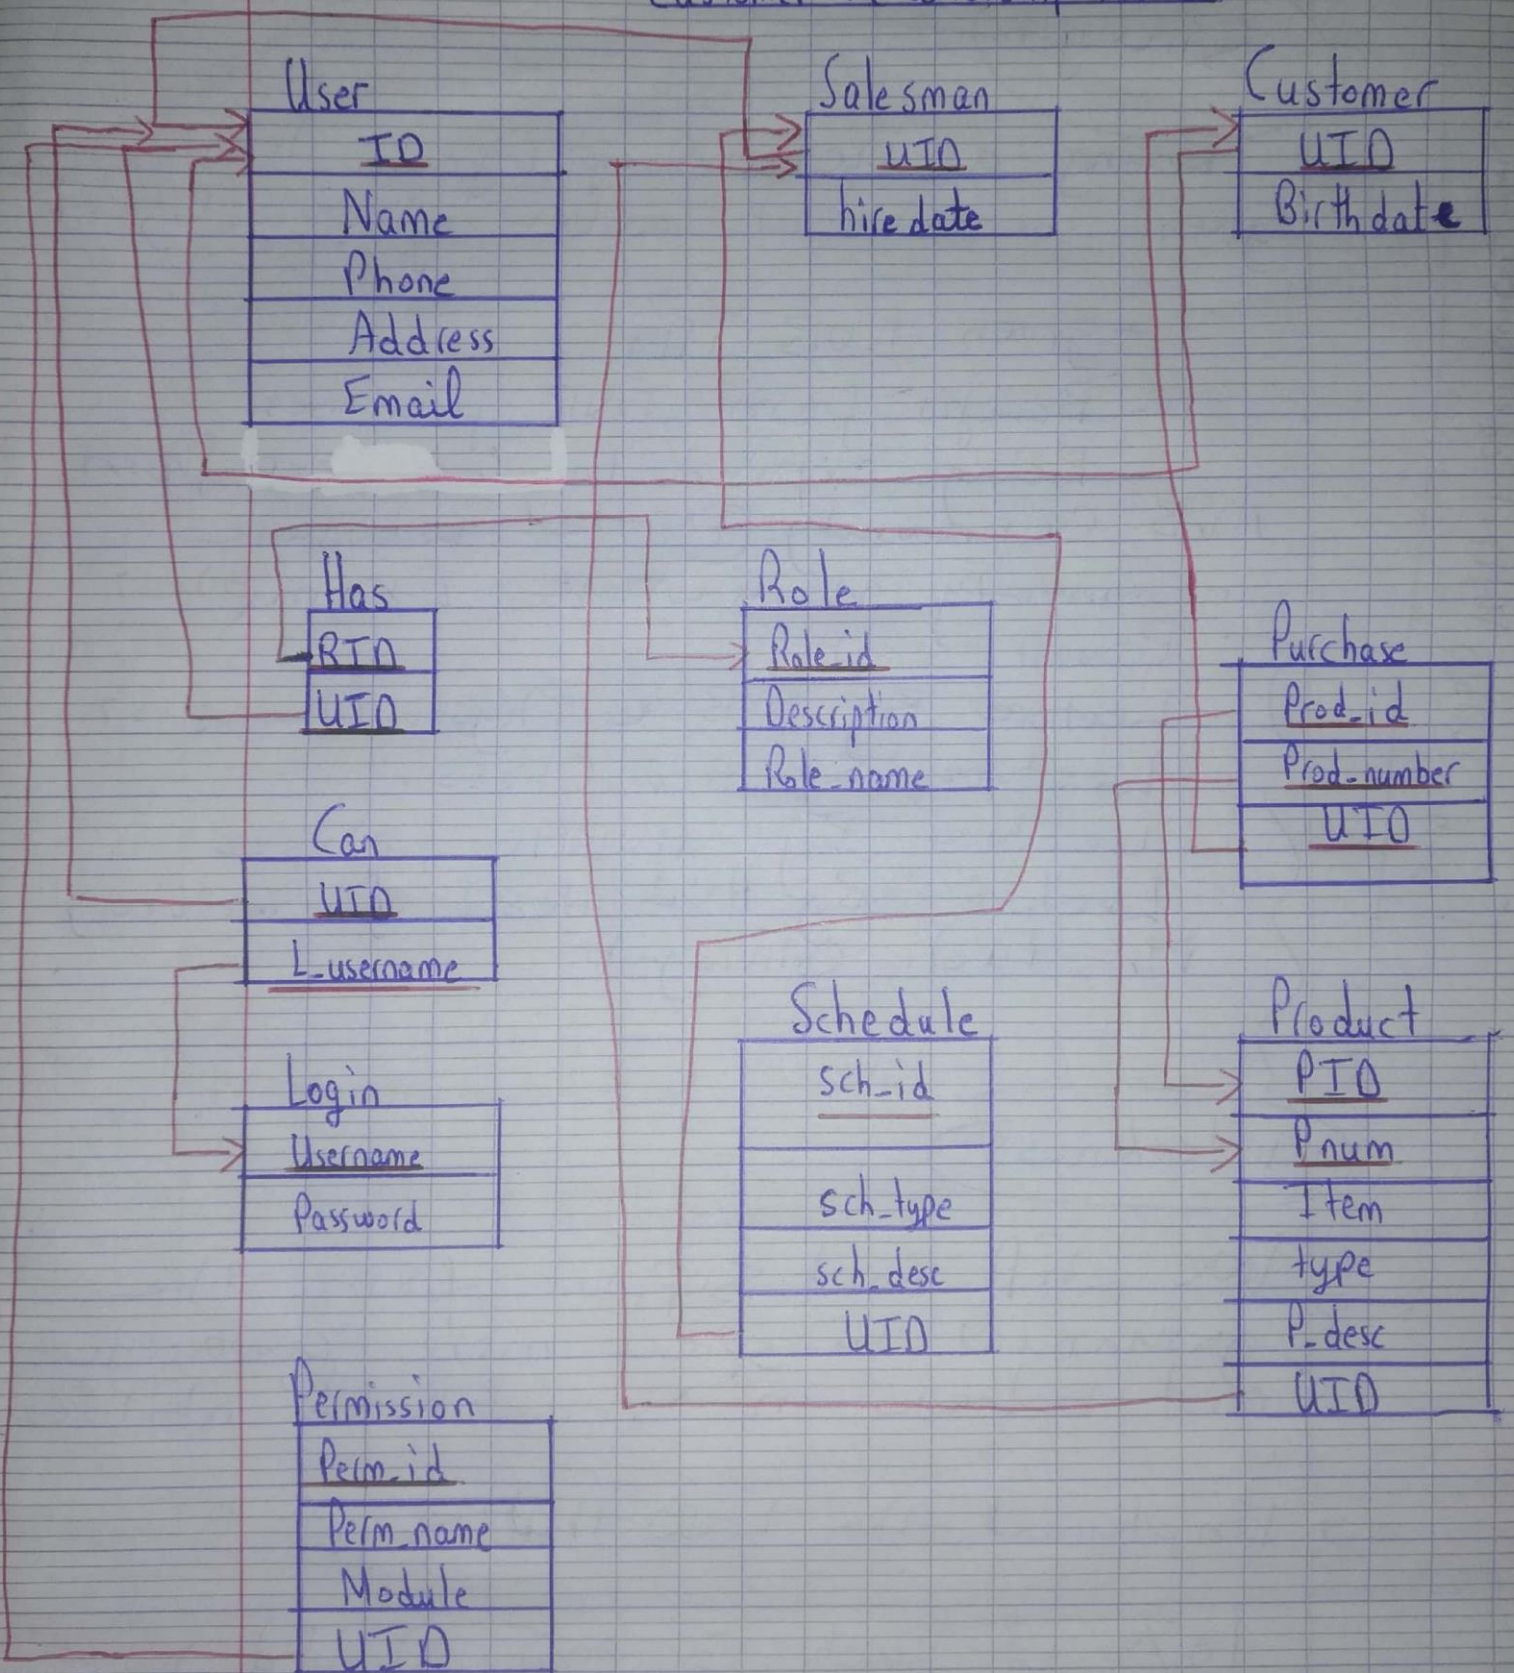 User
ID
Name
Phone
Address
Email
Salesman
UID
hire date
Customer
UID
Birthdate
Has
RID
UID
Role
Role_id
Description
Role_name
Purchase
Prod_id
Prod_number
UID
Can
UID
L_username
Login
Username
Password
Schedule
sch_id
sch_type
sch_desc
UID
Product
PID
Pnum
Item
type
P_desc
UID
Permission
Perm_id
Perm_name
Module
UID